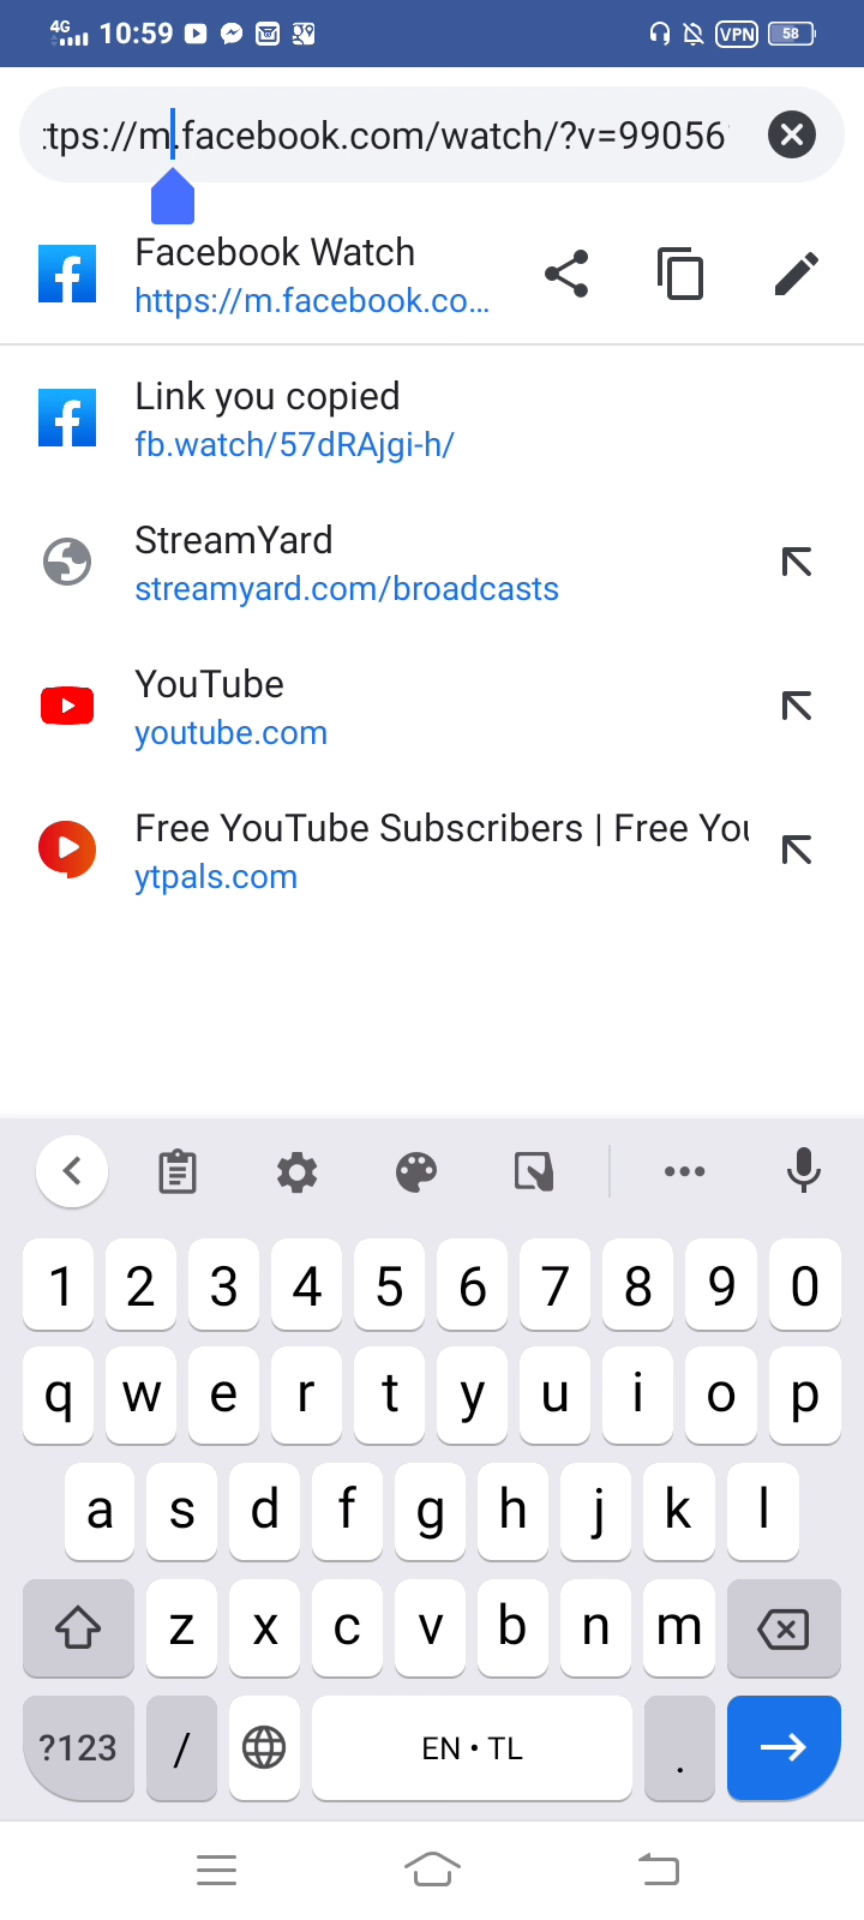 4G 10:59 VPN 58
tps://m.facebook.com/watch/?v=99056
Facebook Watch
https://m.facebook.co...
Link you copied
fb.watch/57dRAjgi-h/
StreamYard
streamyard.com/broadcasts
YouTube
youtube.com
Free YouTube Subscribers | Free You
ytpals.com
1 2 3 4 5 6 7 8 9 0
q w e r t y u i o p
a s d f g h j k l
z x c v b n m
?123 / EN • TL .